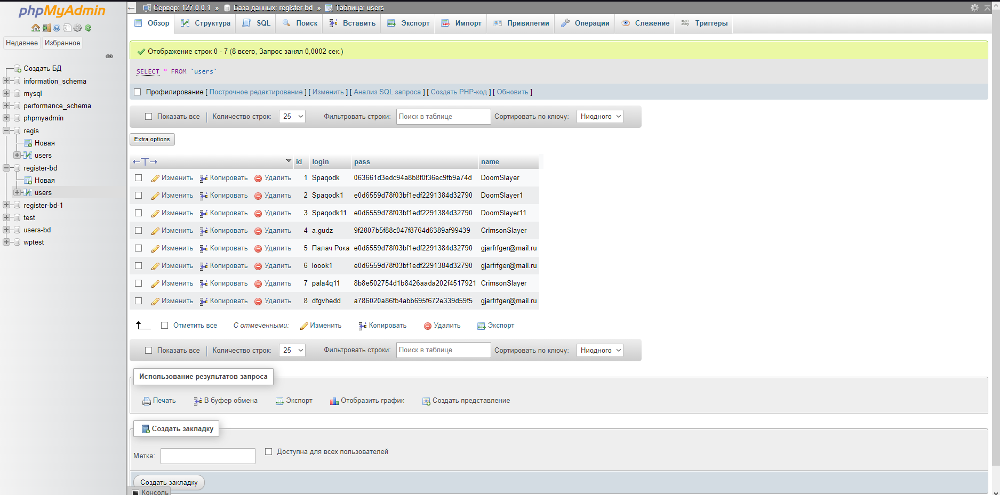 phpMyAdmin
Недавнее Избранное
Создать БД
information_schema
mysql
performance_schema
phpmyadmin
regis
Новая
users
register-bd
Новая
users
register-bd-1
test
users-bd
wptest
Сервер: 127.0.0.1 » База данных: register-bd » Таблица: users
Обзор Структура SQL Поиск Вставить Экспорт Импорт Привилегии Операции Слежение Триггеры
Отображение строк 0 - 7 (8 всего, Запрос занял 0,0002 сек.)
SELECT * FROM `users`
Профилирование [ Построчное редактирование ] [ Изменить ] [ Анализ SQL запроса ] [ Создать PHP-код ] [ Обновить ]
Показать все Количество строк: 25 Фильтровать строки: Поиск в таблице Сортировать по ключу: Ниодного
Extra options
←T→ id login pass name
Изменить Копировать Удалить 1 Spaqodk 063661d3edc94a8b8f0f36ec9fb9a74d DoomSlayer
Изменить Копировать Удалить 2 Spaqodk1 e0d6559d78f03bf1edf2291384d32790 DoomSlayer1
Изменить Копировать Удалить 3 Spaqodk11 e0d6559d78f03bf1edf2291384d32790 DoomSlayer11
Изменить Копировать Удалить 4 a.gudz 9f2807b5f88c047f8764d6389af99439 CrimsonSlayer
Изменить Копировать Удалить 5 Палач Рока e0d6559d78f03bf1edf2291384d32790 gjarfrfger@mail.ru
Изменить Копировать Удалить 6 loook1 e0d6559d78f03bf1edf2291384d32790 gjarfrfger@mail.ru
Изменить Копировать Удалить 7 pala4q11 8b8e502754d1b8426aada202f4517921 CrimsonSlayer
Изменить Копировать Удалить 8 dfgvhedd a786020a86fb4abb695f672e339d59f5 gjarfrfger@mail.ru
Отметить все С отмеченными: Изменить Копировать Удалить Экспорт
Показать все Количество строк: 25 Фильтровать строки: Поиск в таблице Сортировать по ключу: Ниодного
Использование результатов запроса
Печать В буфер обмена Экспорт Отобразить график Создать представление
Создать закладку
Метка: Доступна для всех пользователей
Создать закладку
Консоль